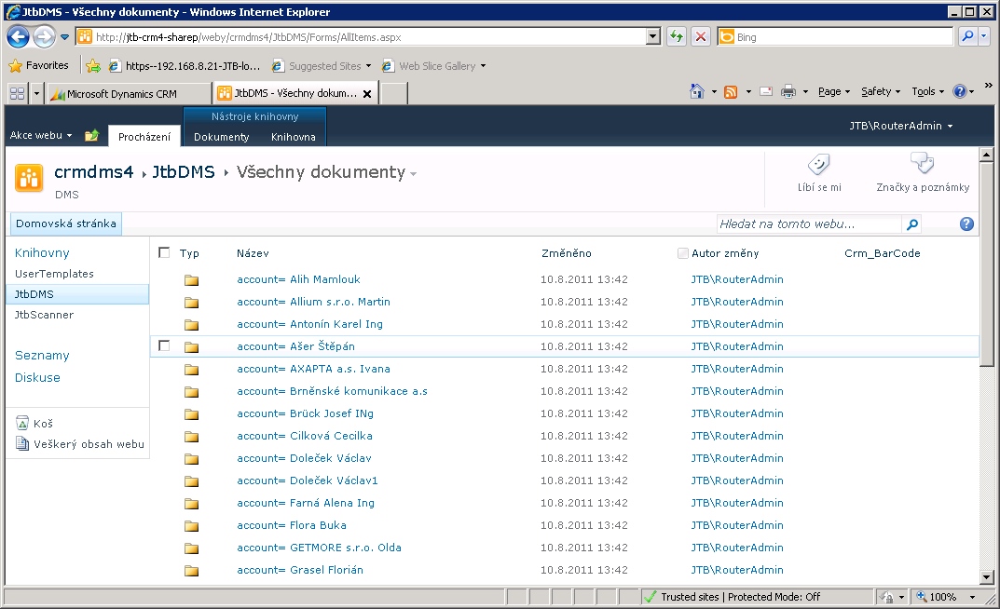 JtbDMS - Všechny dokumenty - Windows Internet Explorer
http://jtb-crm4-sharep/weby/crmdms4/JtbDMS/Forms/AllItems.aspx
Bing
Favorites
https--192.168.8.21-JTB-lo...
Suggested Sites
Web Slice Gallery
Microsoft Dynamics CRM
JtbDMS - Všechny dokum...
Page
Safety
Tools
Nástroje knihovny
JTB\RouterAdmin
Akce webu
Procházení
Dokumenty
Knihovna
crmdms4 JtbDMS Všechny dokumenty
DMS
Líbí se mi
Značky a poznámky
Domovská stránka
Hledat na tomto webu...
Knihovny
UserTemplates
JtbDMS
JtbScanner
Seznamy
Diskuse
Koš
Veškerý obsah webu
Typ Název Změněno Autor změny Crm_BarCode
account= Alih Mamlouk 10.8.2011 13:42 JTB\RouterAdmin
account= Allium s.r.o. Martin 10.8.2011 13:42 JTB\RouterAdmin
account= Antonín Karel Ing 10.8.2011 13:42 JTB\RouterAdmin
account= Ašer Štěpán 10.8.2011 13:42 JTB\RouterAdmin
account= AXAPTA a.s. Ivana 10.8.2011 13:42 JTB\RouterAdmin
account= Brněnské komunikace a.s 10.8.2011 13:42 JTB\RouterAdmin
account= Brück Josef INg 10.8.2011 13:42 JTB\RouterAdmin
account= Cilková Cecilka 10.8.2011 13:42 JTB\RouterAdmin
account= Doleček Václav 10.8.2011 13:42 JTB\RouterAdmin
account= Doleček Václav1 10.8.2011 13:42 JTB\RouterAdmin
account= Farná Alena Ing 10.8.2011 13:42 JTB\RouterAdmin
account= Flora Buka 10.8.2011 13:42 JTB\RouterAdmin
account= GETMORE s.r.o. Olda 10.8.2011 13:42 JTB\RouterAdmin
account= Grasel Florián 10.8.2011 13:42 JTB\RouterAdmin
Trusted sites | Protected Mode: Off
100%